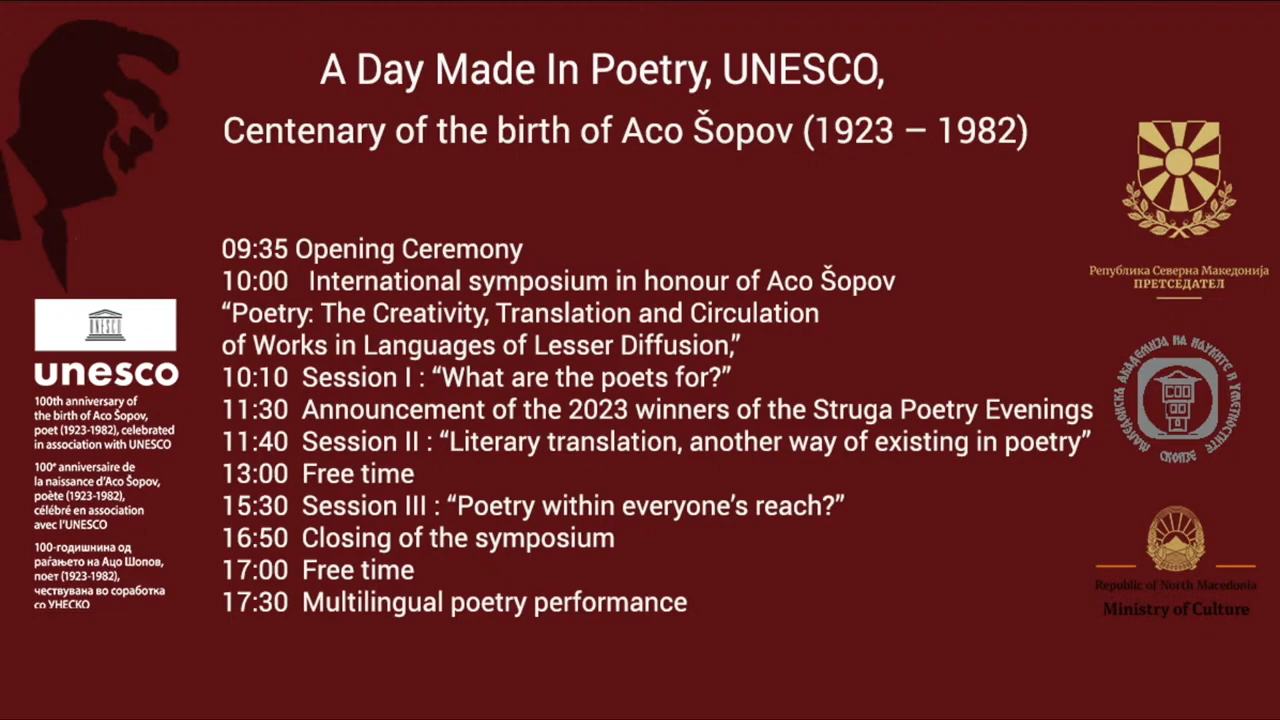 A Day Made In Poetry, UNESCO,
Centenary of the birth of Aco Šopov (1923 – 1982)
09:35 Opening Ceremony
10:00 International symposium in honour of Aco Šopov
“Poetry: The Creativity, Translation and Circulation
of Works in Languages of Lesser Diffusion,”
10:10 Session I : “What are the poets for?”
11:30 Announcement of the 2023 winners of the Struga Poetry Evenings
11:40 Session II : “Literary translation, another way of existing in poetry”
13:00 Free time
15:30 Session III : “Poetry within everyone’s reach?”
16:50 Closing of the symposium
17:00 Free time
17:30 Multilingual poetry performance
UNESCO
unesco
100th anniversary of
the birth of Aco Šopov,
poet (1923-1982), celebrated
in association with UNESCO
100e anniversaire de
la naissance d’Aco Šopov,
poète (1923-1982),
célébré en association
avec l’UNESCO
100-годишнина од
раѓањето на Ацо Шопов,
поет (1923-1982),
чествувана во соработка
со УНЕСКО
Република Северна Македонија
ПРЕТСЕДАТЕЛ
МАКЕДОНСКА АКАДЕМИЈА НА НАУКИТЕ И УМЕТНОСТИТЕ
СКОПЈЕ
Republic of North Macedonia
Ministry of Culture